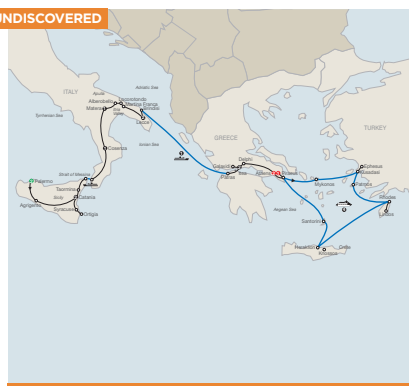 UNDISCOVERED
ITALY
Adriatic Sea
Apulia
Alberobello
Locorotondo
Martina Franca
Matera
Brindisi
Lecce
Tyrrhenian Sea
Ionian Sea
Cosenza
GREECE
TURKEY
Delphi
Galaxidi
Patras
Athens
Piraeus
Ephesus
Kusadasi
Mykonos
Patmos
Strait of Messina
Palermo
Taormina
Sicily
Catania
Agrigento
Syracuse
Ortigia
Aegean Sea
Santorini
Rhodes
Lindos
Heraklion
Crete
Knossos